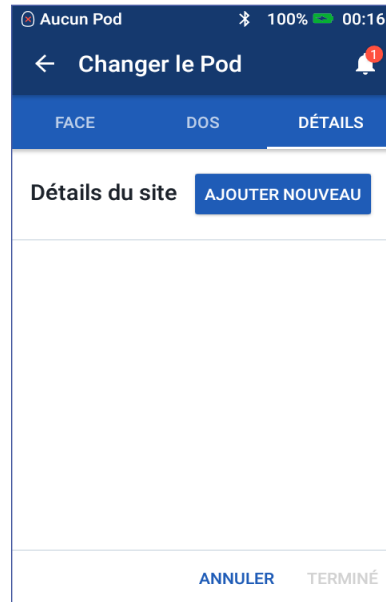 Aucun Pod 100% 00:16
Changer le Pod 1
FACE DOS DÉTAILS
Détails du site AJOUTER NOUVEAU
ANNULER TERMINÉ